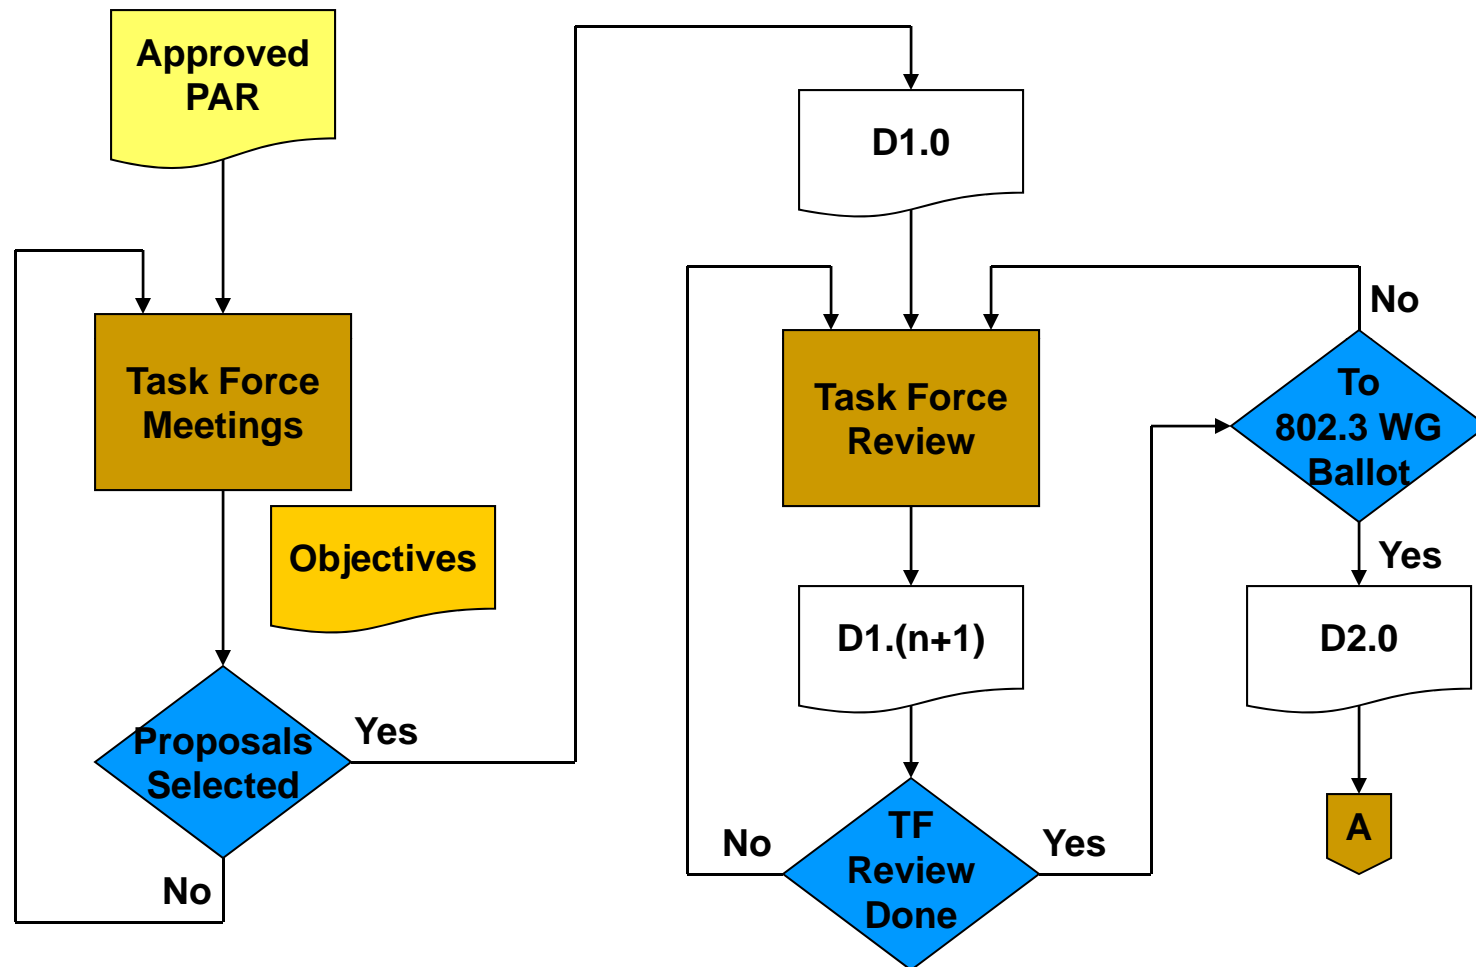 Approved
PAR
Task Force
Meetings
Objectives
Proposals
Selected
Yes
No
D1.0
Task Force
Review
D1.(n+1)
TF
Review
Done
No
Yes
To
802.3 WG
Ballot
No
Yes
D2.0
A